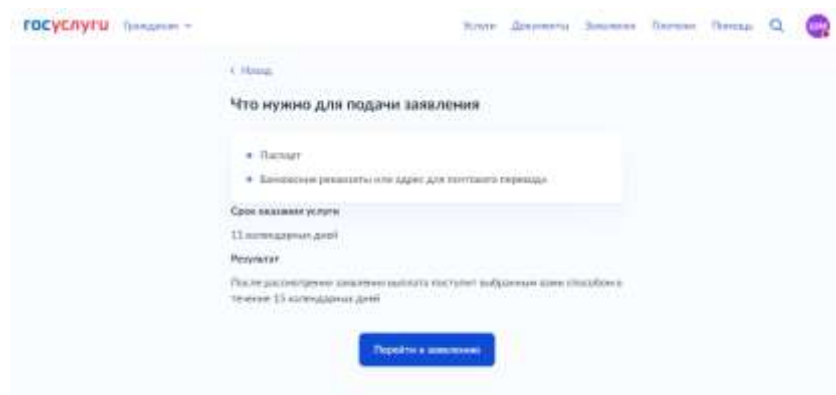 госуслуги Гражданам
Услуги Документы Заявления Платежи Помощь
Назад
Что нужно для подачи заявления
Паспорт
Банковские реквизиты или адрес для почтового перевода
Срок оказания услуги
15 календарных дней
Результат
После рассмотрения заявления выплата поступит выбранным вами способом в
течение 15 календарных дней
Перейти к заявлению